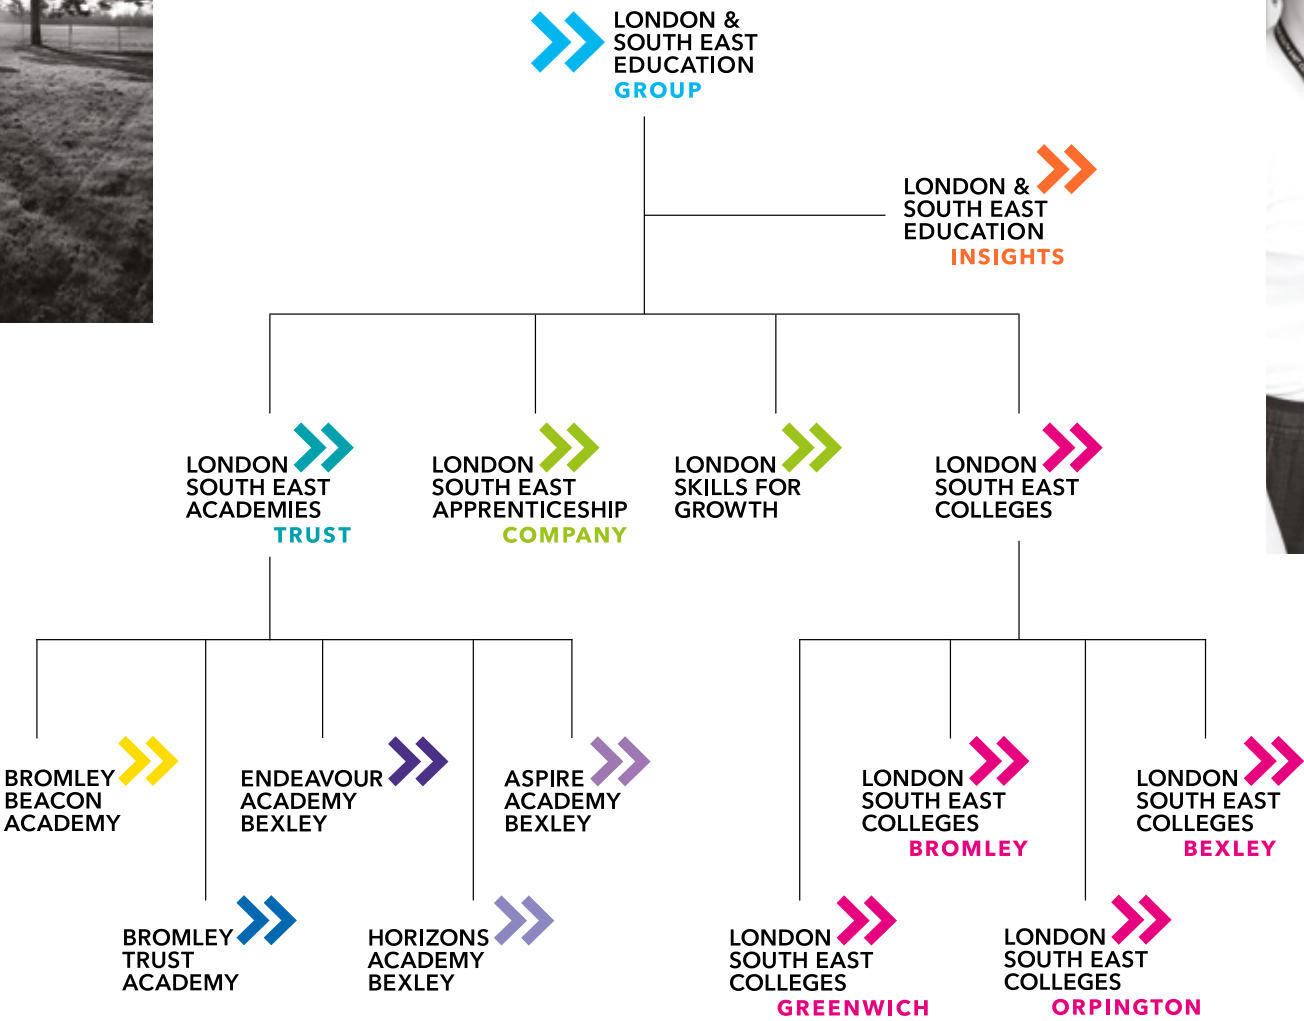 LONDON &
SOUTH EAST
EDUCATION
GROUP
LONDON &
SOUTH EAST
EDUCATION
INSIGHTS
LONDON
SOUTH EAST
ACADEMIES
TRUST
LONDON
SOUTH EAST
APPRENTICESHIP
COMPANY
LONDON
SKILLS FOR
GROWTH
LONDON
SOUTH EAST
COLLEGES
BROMLEY
BEACON
ACADEMY
ENDEAVOUR
ACADEMY
BEXLEY
ASPIRE
ACADEMY
BEXLEY
LONDON
SOUTH EAST
COLLEGES
BROMLEY
LONDON
SOUTH EAST
COLLEGES
BEXLEY
BROMLEY
TRUST
ACADEMY
HORIZONS
ACADEMY
BEXLEY
LONDON
SOUTH EAST
COLLEGES
GREENWICH
LONDON
SOUTH EAST
COLLEGES
ORPINGTON